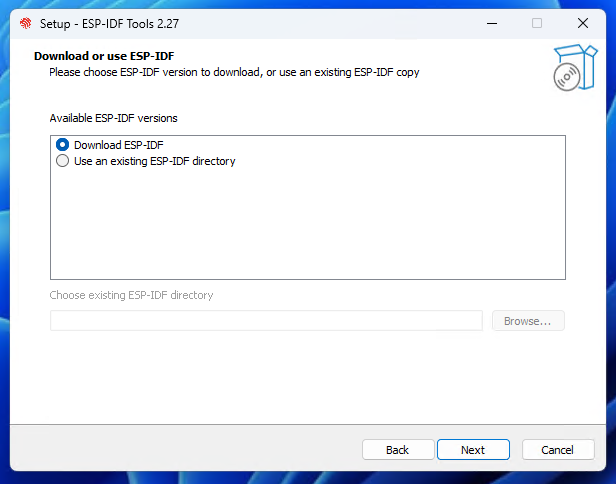 Setup - ESP-IDF Tools 2.27
Download or use ESP-IDF
Please choose ESP-IDF version to download, or use an existing ESP-IDF copy
Available ESP-IDF versions
Download ESP-IDF
Use an existing ESP-IDF directory
Choose existing ESP-IDF directory
Browse...
Back Next Cancel